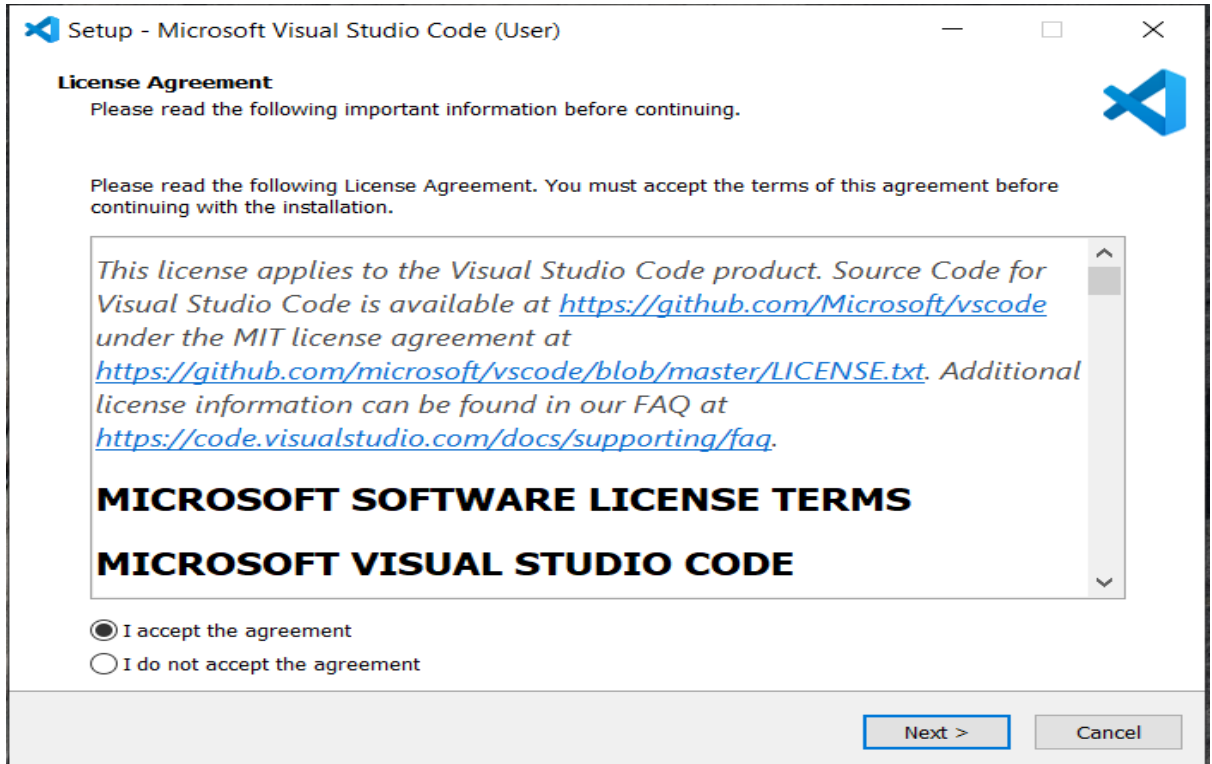 Setup - Microsoft Visual Studio Code (User)
License Agreement
Please read the following important information before continuing.
Please read the following License Agreement. You must accept the terms of this agreement before
continuing with the installation.
This license applies to the Visual Studio Code product. Source Code for
Visual Studio Code is available at https://github.com/Microsoft/vscode
under the MIT license agreement at
https://github.com/microsoft/vscode/blob/master/LICENSE.txt. Additional
license information can be found in our FAQ at
https://code.visualstudio.com/docs/supporting/faq.
MICROSOFT SOFTWARE LICENSE TERMS
MICROSOFT VISUAL STUDIO CODE
I accept the agreement
I do not accept the agreement
Next >
Cancel